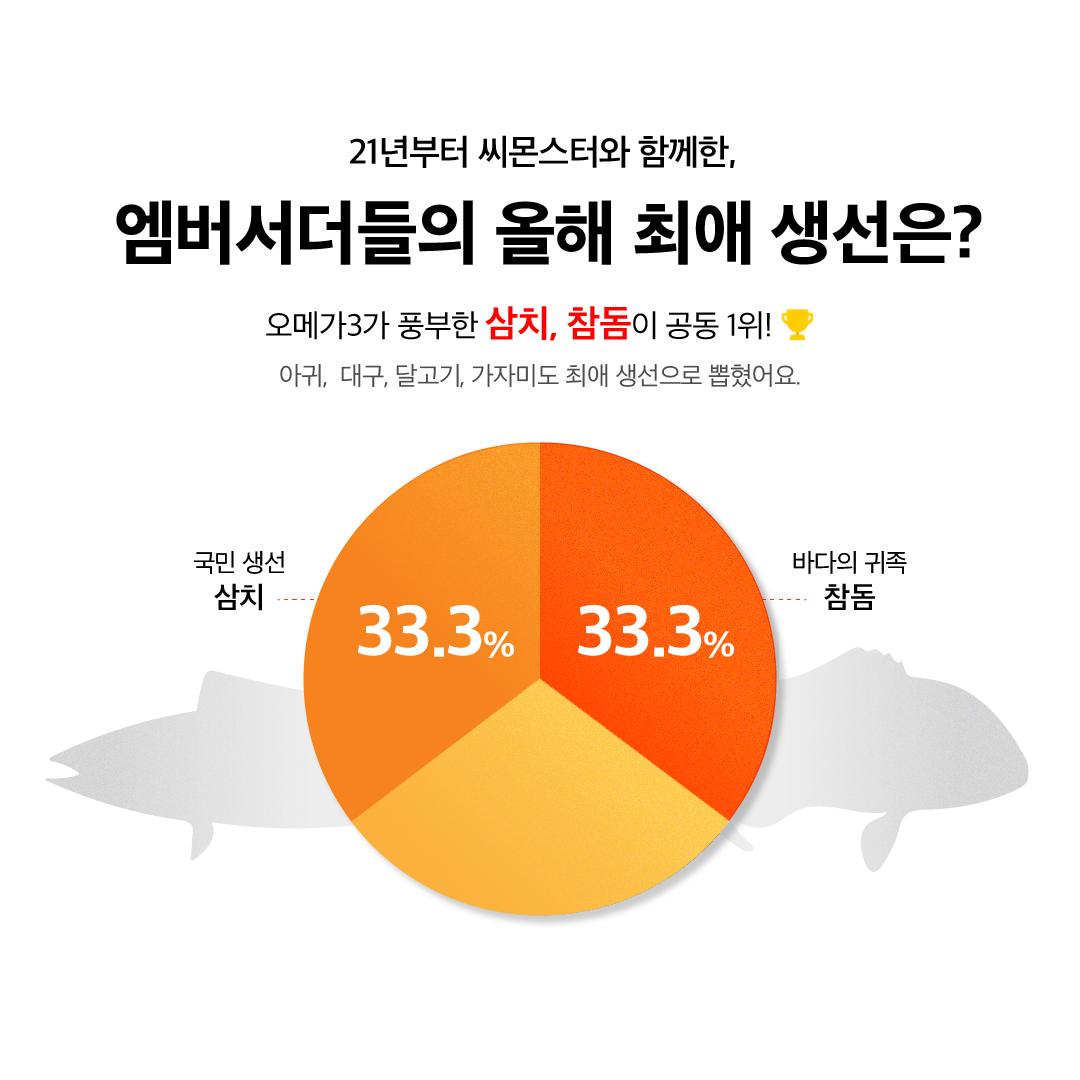 21년부터 씨몬스터와 함께한,
엠버서더들의 올해 최애 생선은?
오메가3가 풍부한 삼치, 참돔이 공동 1위!
아귀, 대구, 달고기, 가자미도 최애 생선으로 뽑혔어요.
국민 생선
삼치
33.3%
33.3%
바다의 귀족
참돔